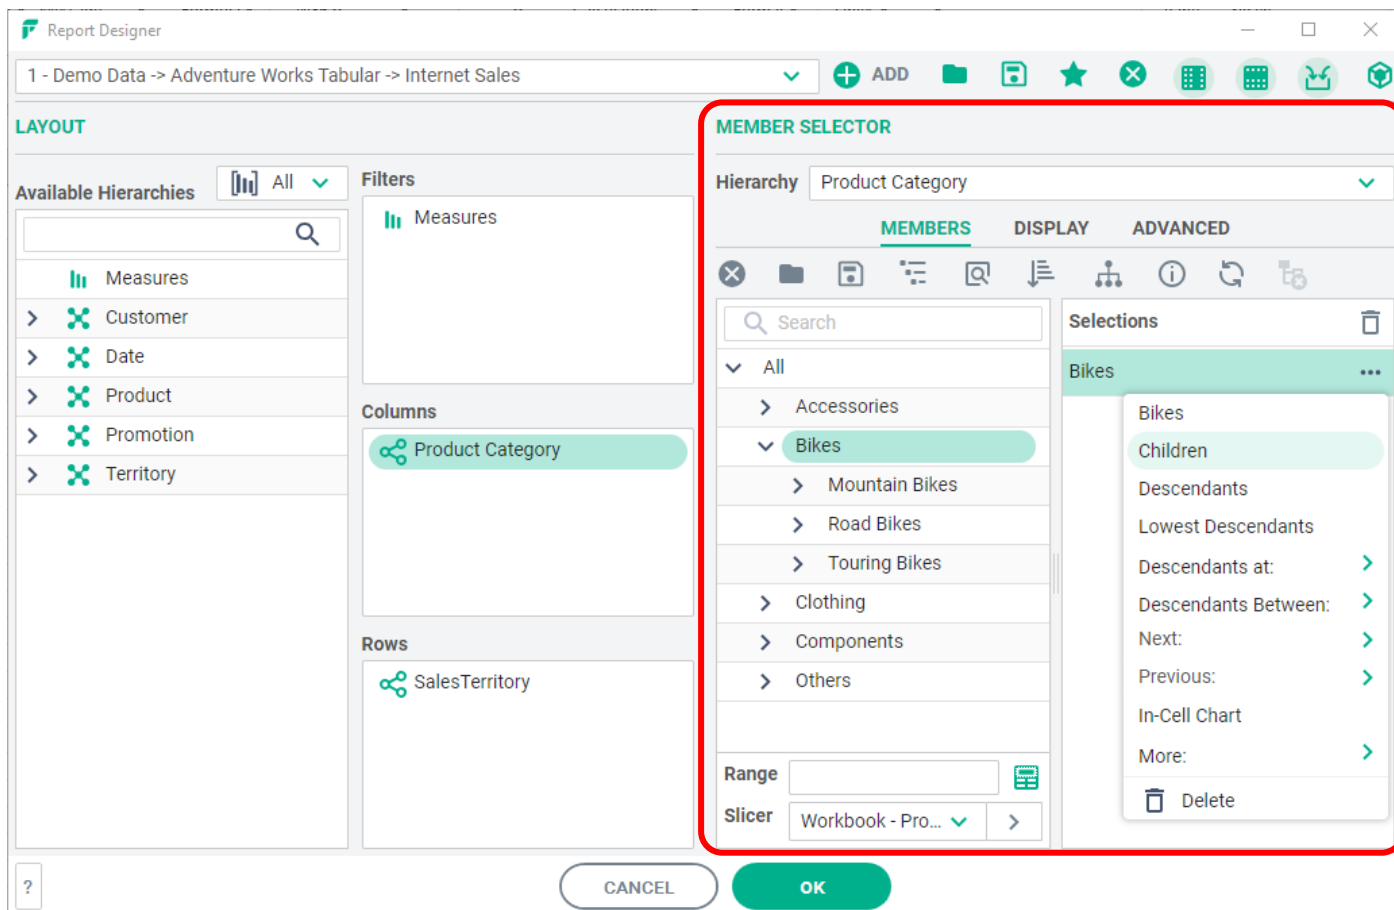 Report Designer
1 - Demo Data -> Adventure Works Tabular -> Internet Sales
ADD
LAYOUT
Available Hierarchies
All
Measures
Customer
Date
Product
Promotion
Territory
Filters
Measures
Columns
Product Category
Rows
SalesTerritory
MEMBER SELECTOR
Hierarchy
Product Category
MEMBERS DISPLAY ADVANCED
Search
All
Accessories
Bikes
Mountain Bikes
Road Bikes
Touring Bikes
Clothing
Components
Others
Range
Slicer
Workbook - Pro...
Selections
Bikes
Bikes
Children
Descendants
Lowest Descendants
Descendants at:
Descendants Between:
Next:
Previous:
In-Cell Chart
More:
Delete
?
CANCEL
OK